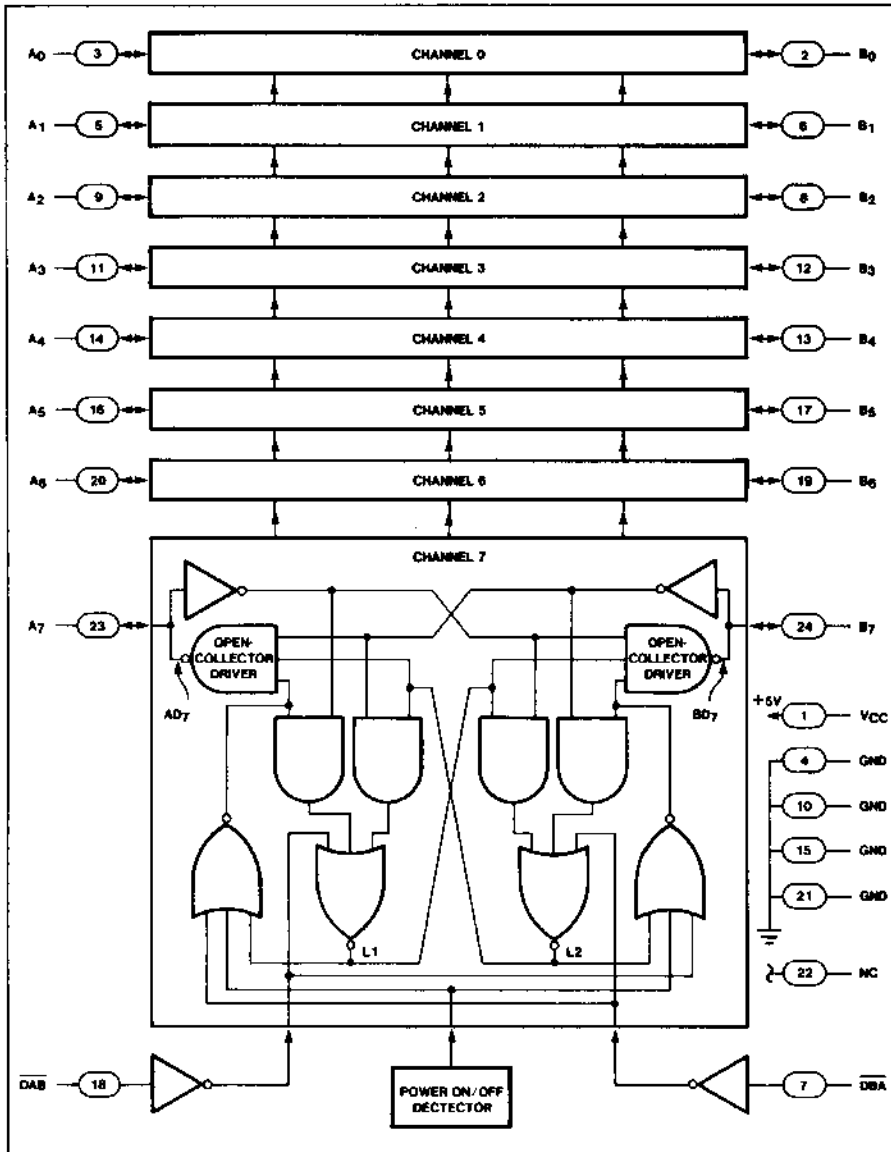 A0 3 CHANNEL 0 2 B0
A1 5 CHANNEL 1 6 B1
A2 9 CHANNEL 2 8 B2
A3 11 CHANNEL 3 12 B3
A4 14 CHANNEL 4 13 B4
A5 16 CHANNEL 5 17 B5
A6 20 CHANNEL 6 19 B6
CHANNEL 7
A7 23 24 B7
OPEN-
COLLECTOR
DRIVER
OPEN-
COLLECTOR
DRIVER
AD7
BD7
+5V
1 VCC
4 GND
10 GND
15 GND
21 GND
L1
L2
22 NC
DAB 18
POWER ON/OFF
DECTECTOR
7 DBA